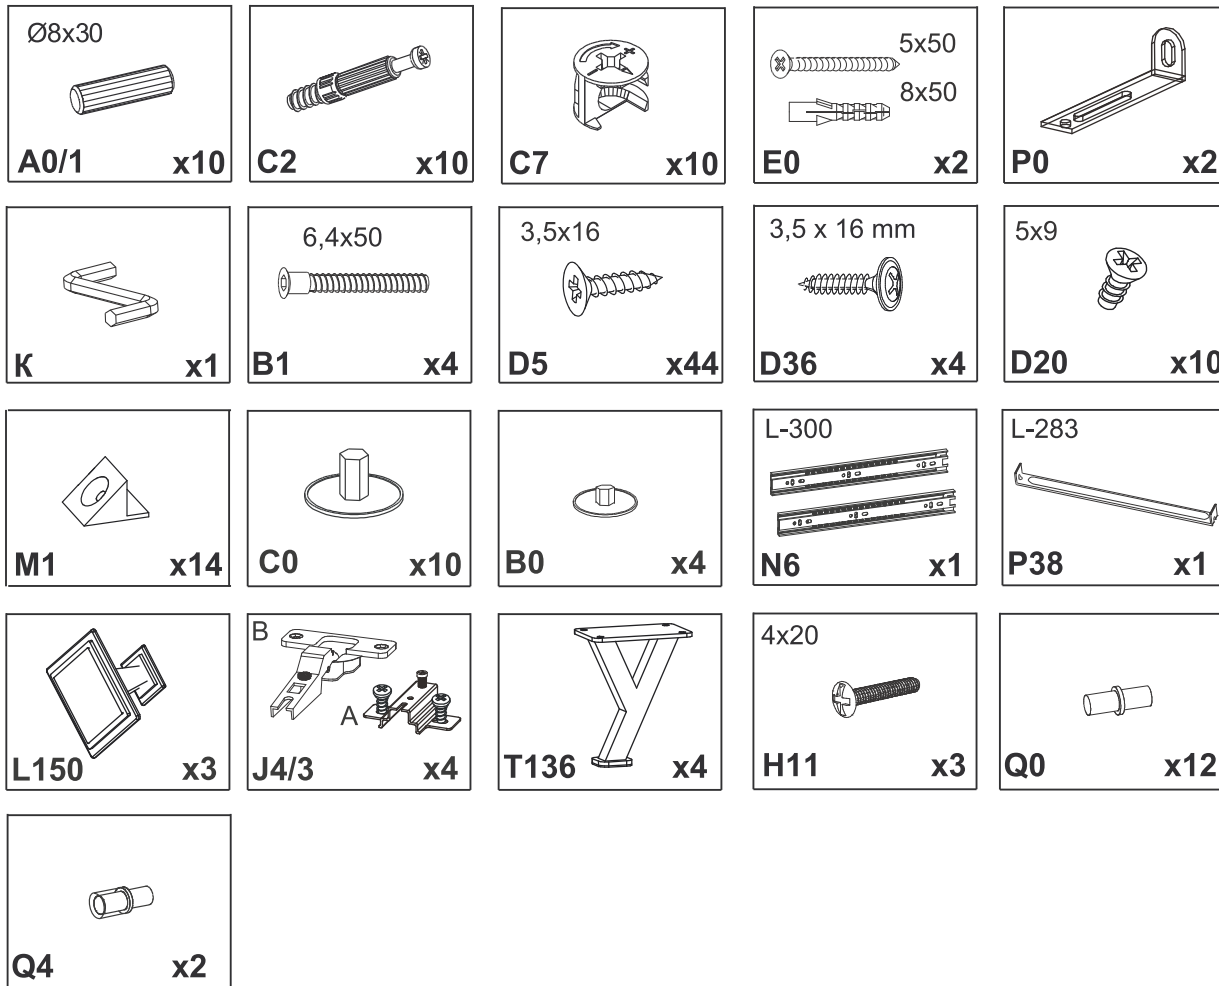 Ø8x30
A0/1 x10
C2 x10
C7 x10
5x50
8x50
E0 x2
P0 x2
K x1
6,4x50
B1 x4
3,5x16
D5 x44
3,5 x 16 mm
D36 x4
5x9
D20 x10
M1 x14
C0 x10
B0 x4
L-300
N6 x1
L-283
P38 x1
L150 x3
B
A
J4/3 x4
T136 x4
4x20
H11 x3
Q0 x12
Q4 x2